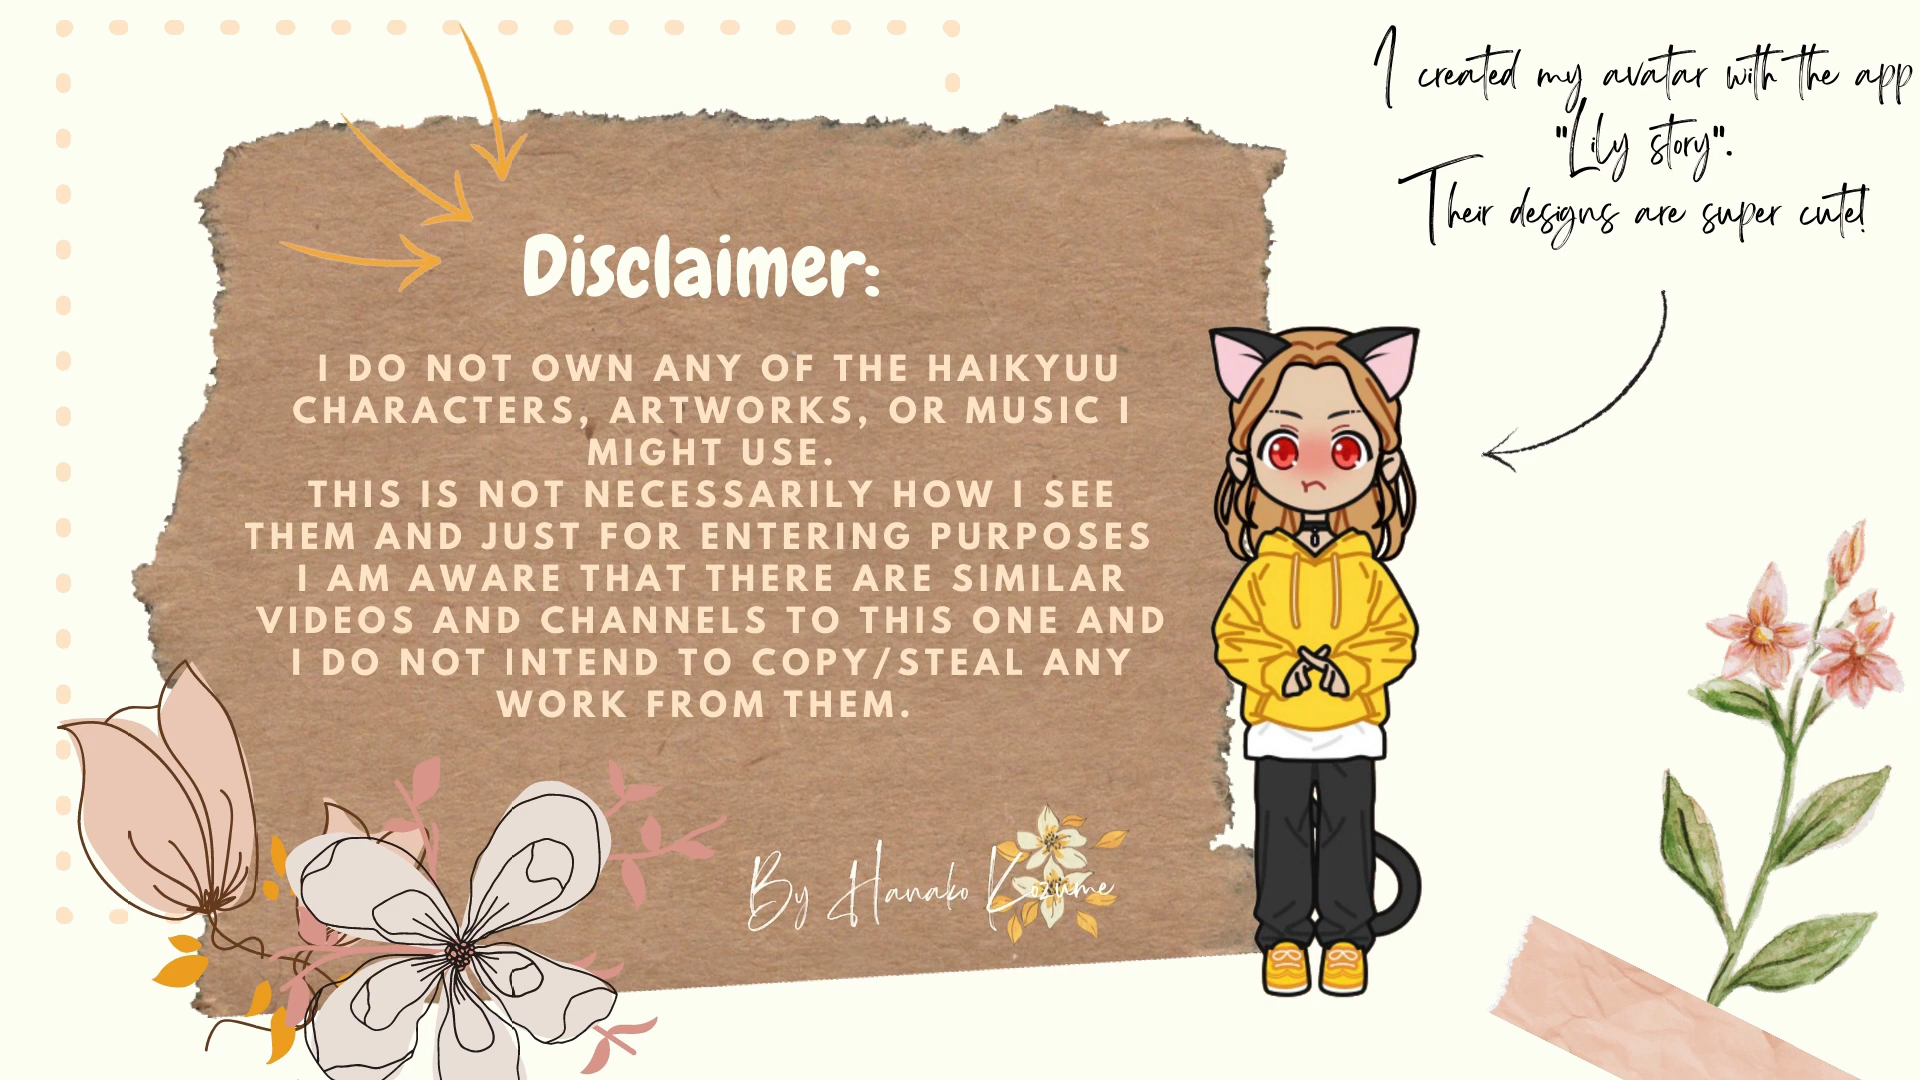 I created my avatar with the app
"Lily story".
Their designs are super cute!
Disclaimer:
I DO NOT OWN ANY OF THE HAIKYUU
CHARACTERS, ARTWORKS, OR MUSIC I
MIGHT USE.
THIS IS NOT NECESSARILY HOW I SEE
THEM AND JUST FOR ENTERING PURPOSES
I AM AWARE THAT THERE ARE SIMILAR
VIDEOS AND CHANNELS TO THIS ONE AND
I DO NOT INTEND TO COPY/STEAL ANY
WORK FROM THEM.
By Hanako Kozume